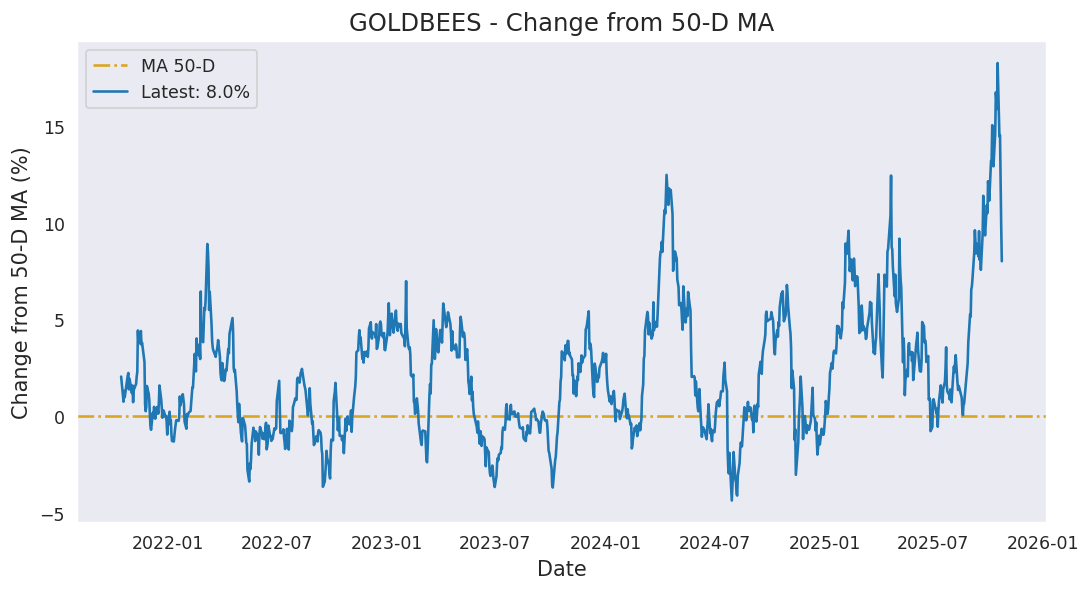 GOLDBEES - Change from 50-D MA
MA 50-D
Latest: 8.0%
Change from 50-D MA (%)
15
10
5
0
−5
2022-01
2022-07
2023-01
2023-07
2024-01
2024-07
2025-01
2025-07
2026-01
Date